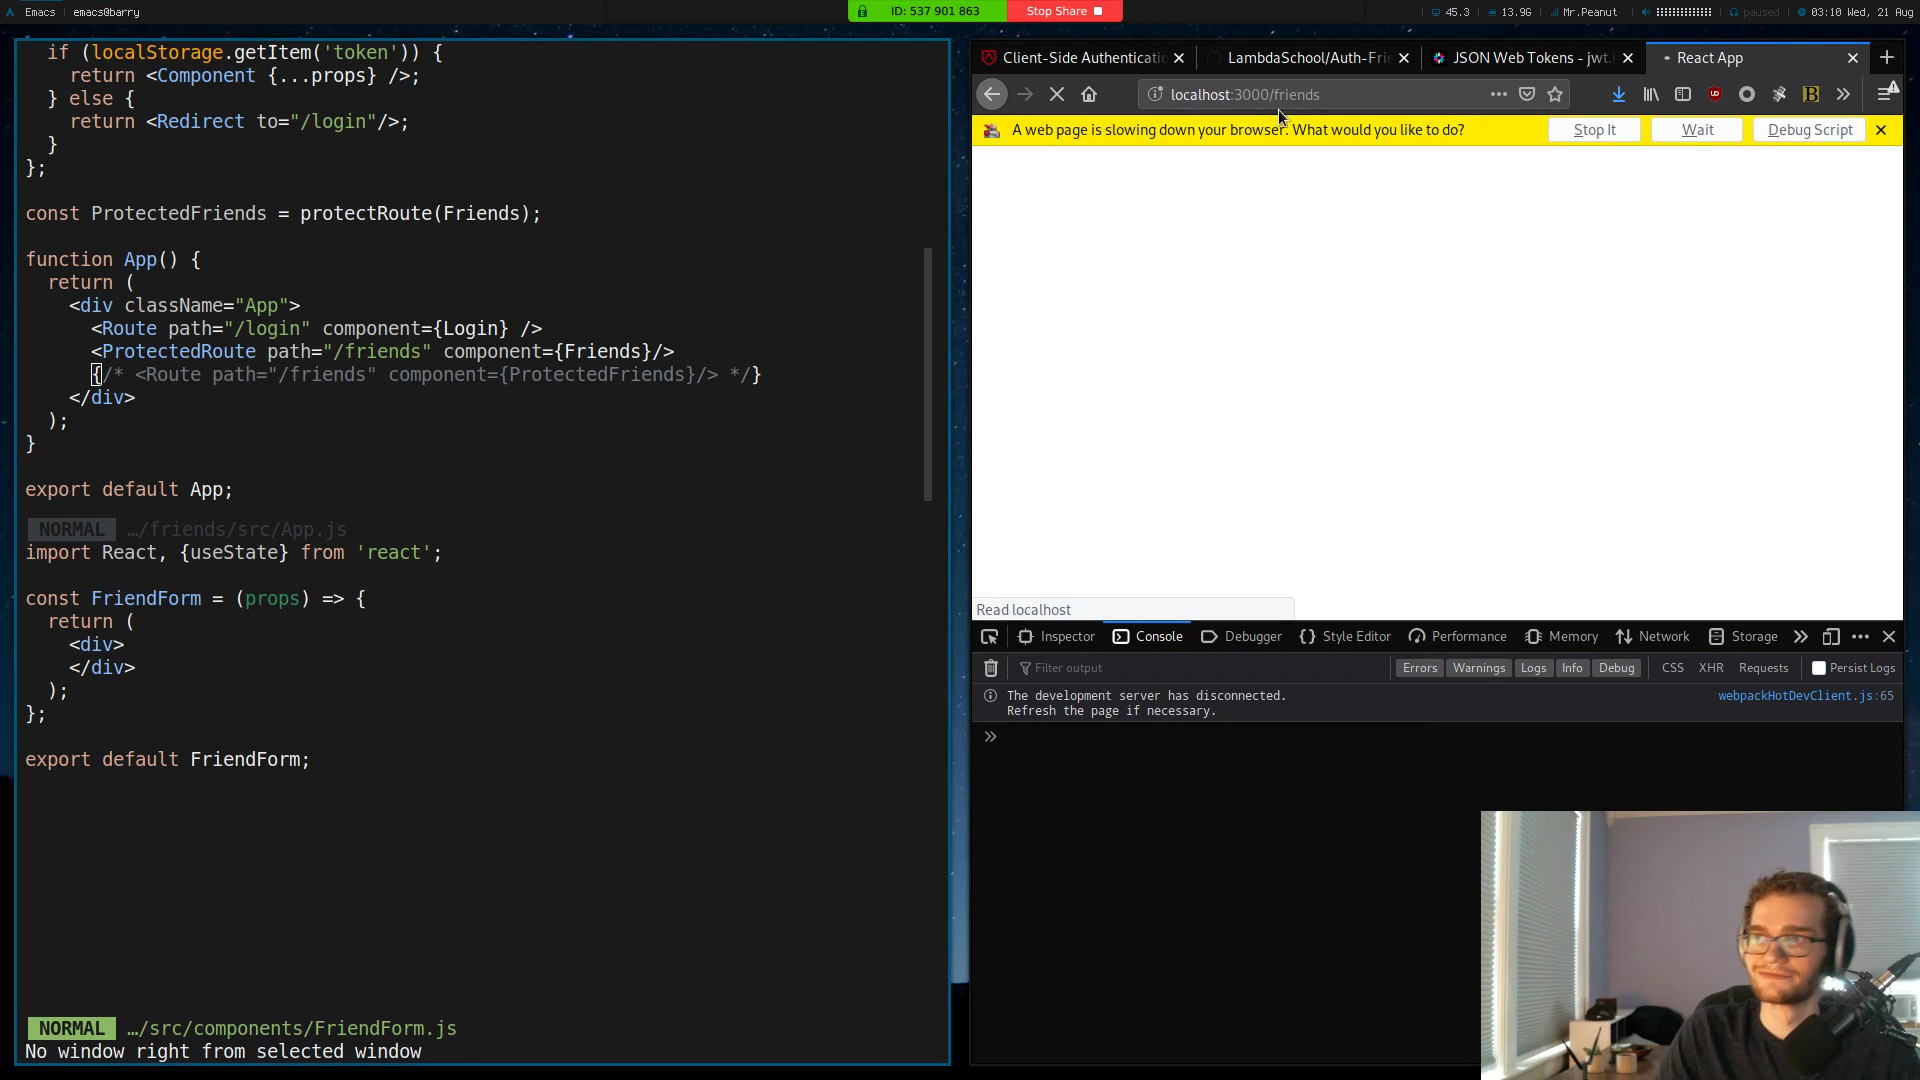 Emacs emacs@barry
ID: 537 901 863
Stop Share
45.3 13.9G Mr.Peanut paused 03:10 Wed, 21 Aug
if (localStorage.getItem('token')) {
return <Component {...props} />;
} else {
return <Redirect to="/login"/>;
}
};
const ProtectedFriends = protectRoute(Friends);
function App() {
return (
<div className="App">
<Route path="/login" component={Login} />
<ProtectedRoute path="/friends" component={Friends}/>
{/* <Route path="/friends" component={ProtectedFriends}/> */}
</div>
);
}
export default App;
NORMAL …/friends/src/App.js
import React, {useState} from 'react';
const FriendForm = (props) => {
return (
<div>
</div>
);
};
export default FriendForm;
NORMAL …/src/components/FriendForm.js
No window right from selected window
Client-Side Authenticati
LambdaSchool/Auth-Frie
JSON Web Tokens - jwt.i
React App
localhost:3000/friends
A web page is slowing down your browser. What would you like to do?
Stop It
Wait
Debug Script
Read localhost
Inspector Console Debugger Style Editor Performance Memory Network Storage
Filter output
Errors Warnings Logs Info Debug CSS XHR Requests Persist Logs
The development server has disconnected.
Refresh the page if necessary.
webpackHotDevClient.js:65